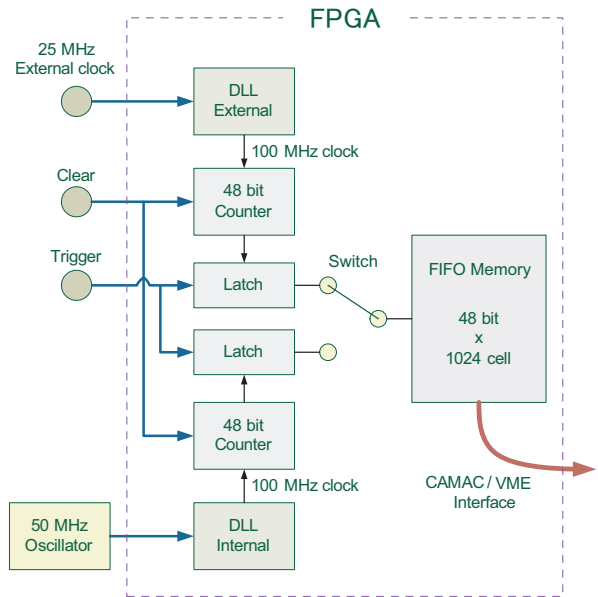 FPGA
25 MHz
External clock
DLL
External
100 MHz clock
Clear
48 bit
Counter
Trigger
Latch
Switch
FIFO Memory
48 bit
x
1024 cell
Latch
48 bit
Counter
CAMAC / VME
Interface
100 MHz clock
50 MHz
Oscillator
DLL
Internal